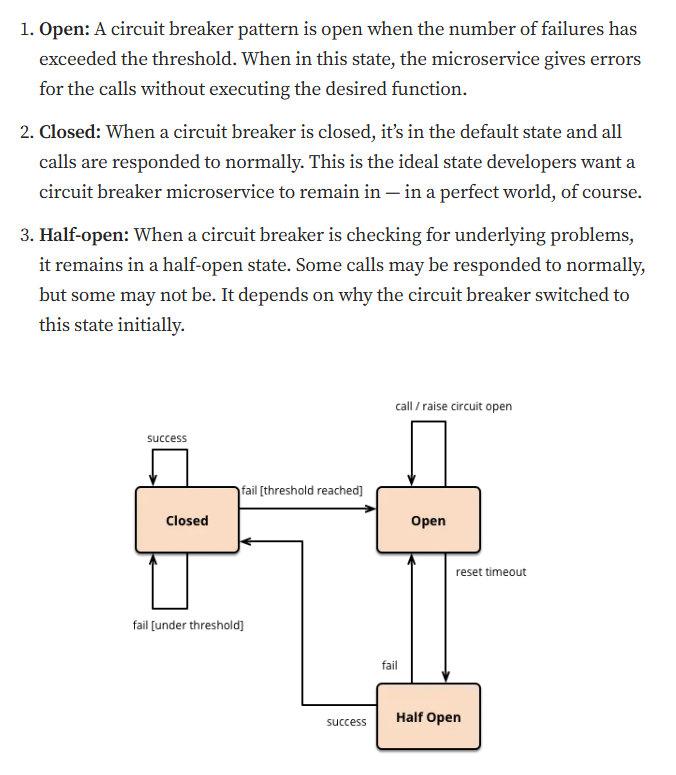 1. Open: A circuit breaker pattern is open when the number of failures has
exceeded the threshold. When in this state, the microservice gives errors
for the calls without executing the desired function.
2. Closed: When a circuit breaker is closed, it’s in the default state and all
calls are responded to normally. This is the ideal state developers want a
circuit breaker microservice to remain in — in a perfect world, of course.
3. Half-open: When a circuit breaker is checking for underlying problems,
it remains in a half-open state. Some calls may be responded to normally,
but some may not be. It depends on why the circuit breaker switched to
this state initially.
call / raise circuit open
success
fail [threshold reached]
Closed
Open
reset timeout
fail [under threshold]
fail
Half Open
success